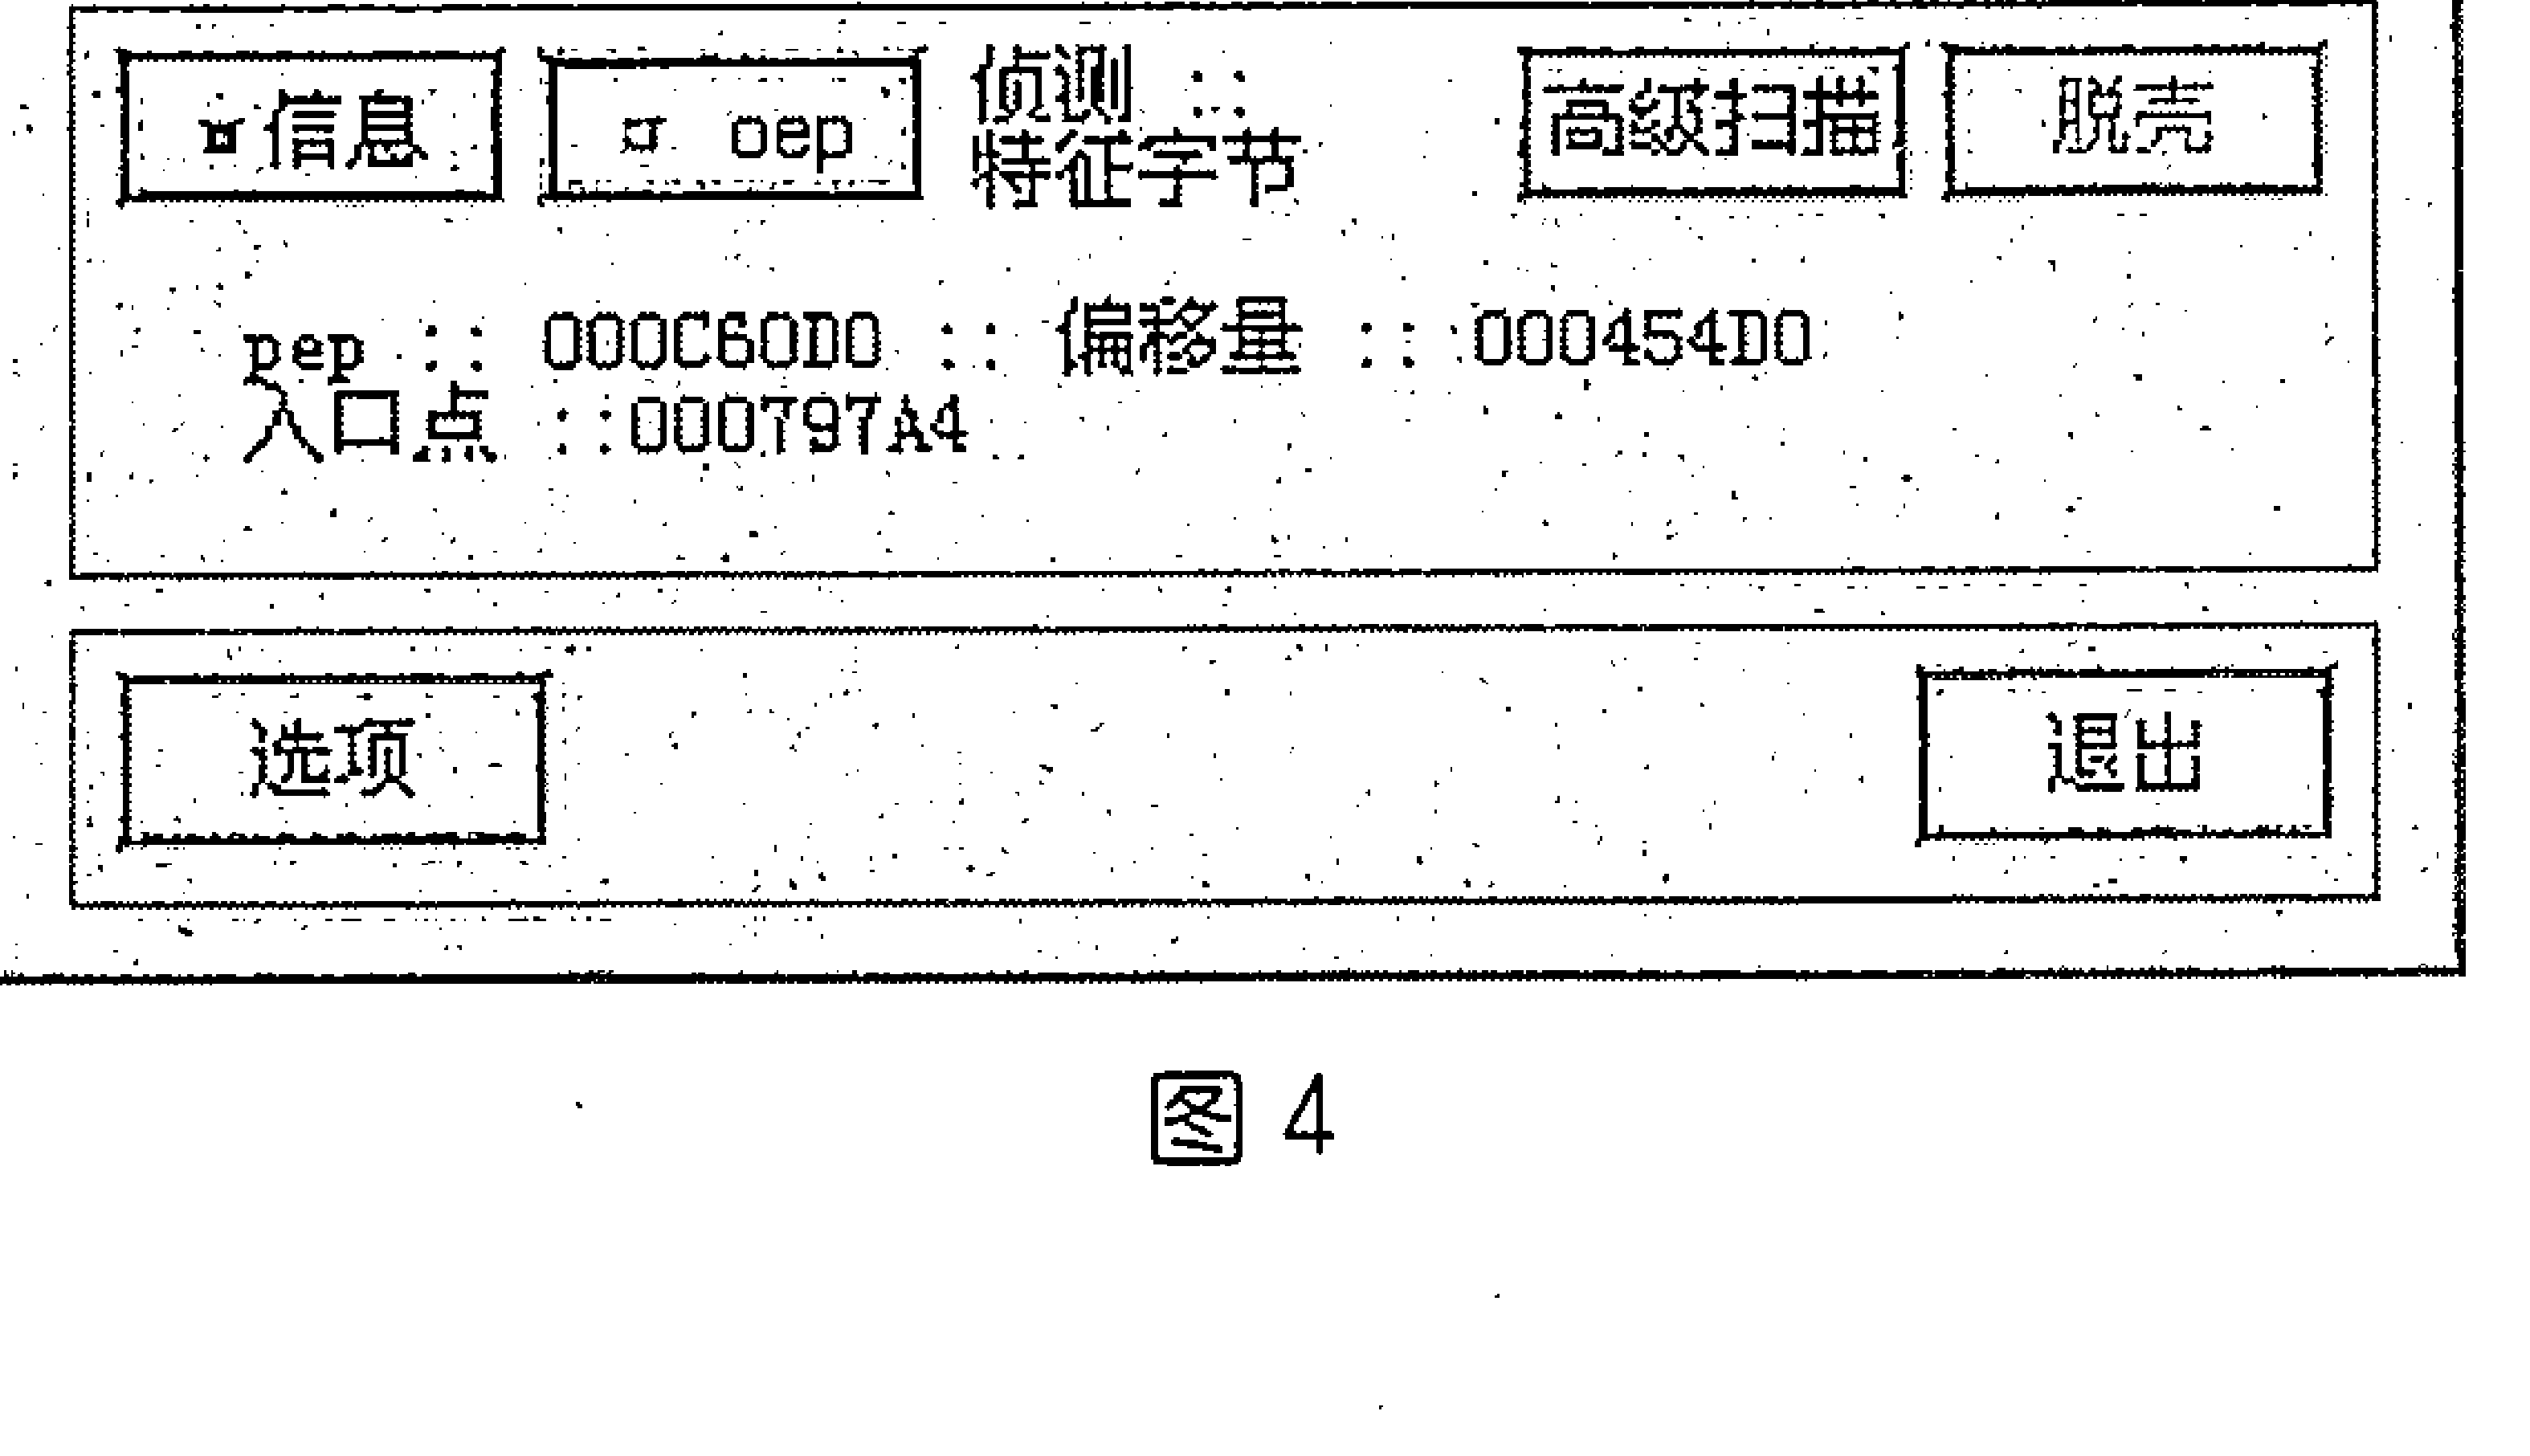 ¤信息 ¤ oep 侦测 :: 高级扫描 脱壳
特征字节
pep :: 000C60D0 :: 偏移量 :: 000454D0
入口点 ::000797A4
选项 退出
图 4